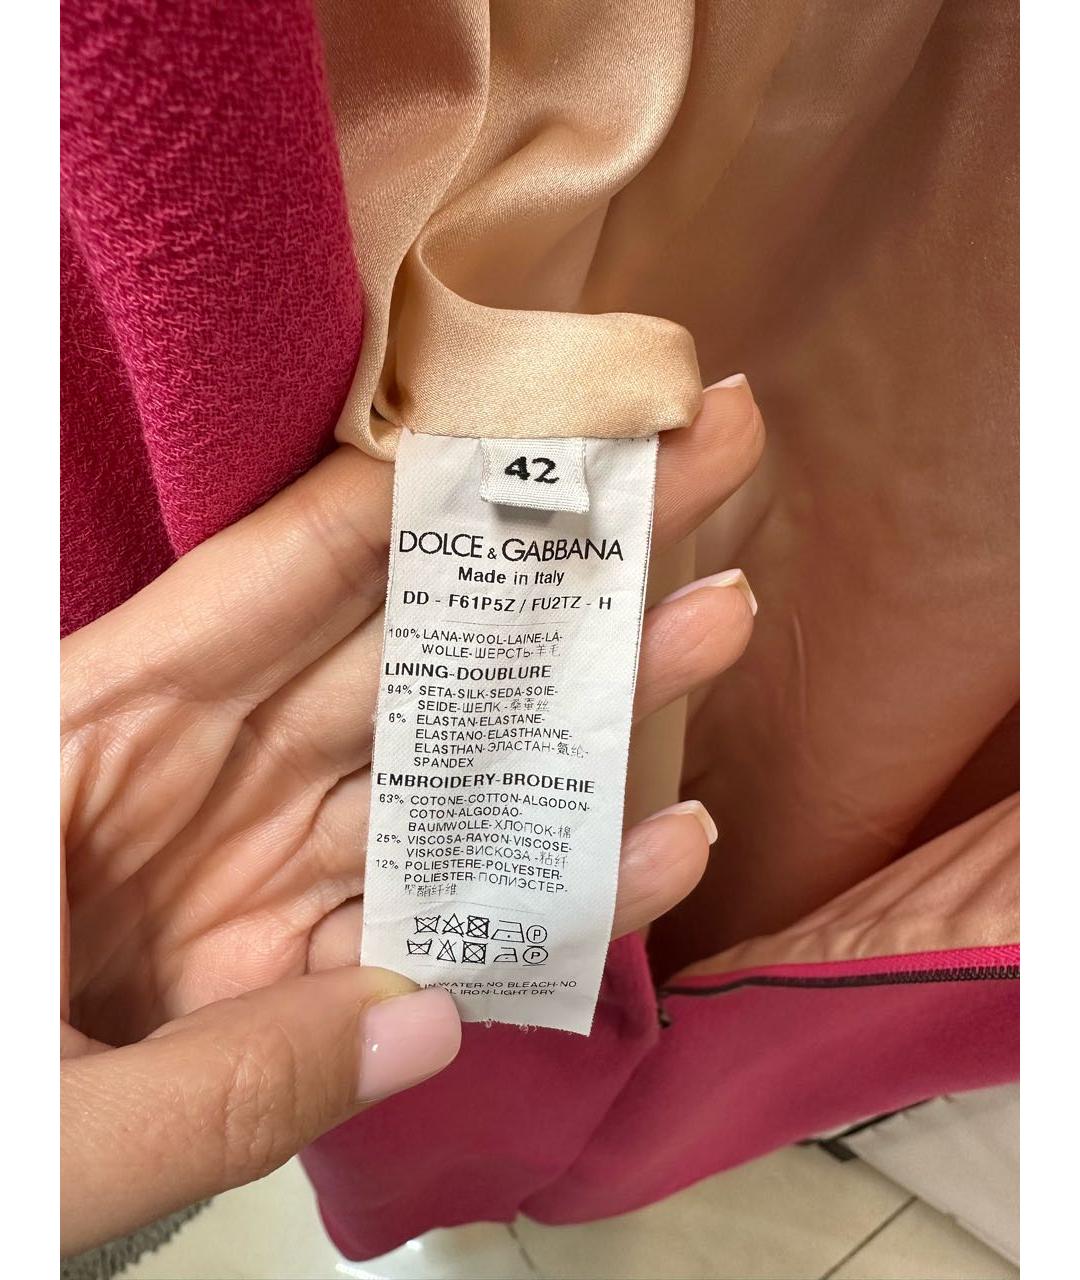 42
DOLCE & GABBANA
Made in Italy
DD - F61P5Z / FU2TZ - H
100% LANA-WOOL-LAINE-LA-
WOLLE-ШЕРСТЬ-羊毛
LINING-DOUBLURE
94% SETA-SILK-SEDA-SOIE-
SEIDE-ШЕЛК-桑蚕丝
6% ELASTAN-ELASTANE-
ELASTANO-ELASTHANNE-
ELASTHAN-ЭЛАСТАН-氨纶-
SPANDEX
EMBROIDERY-BRODERIE
63% COTONE-COTTON-ALGODON-
COTON-ALGODÃO-
BAUMWOLLE-ХЛОПОК-棉
25% VISCOSA-RAYON-VISCOSE-
VISKOSE-ВИСКОЗА-粘纤
12% POLIESTERE-POLYESTER-
POLIESTER-ПОЛИЭСТЕР-
聚酯纤维
P
P
WATER-NO BLEACH-NO
IRON-LIGHT DRY